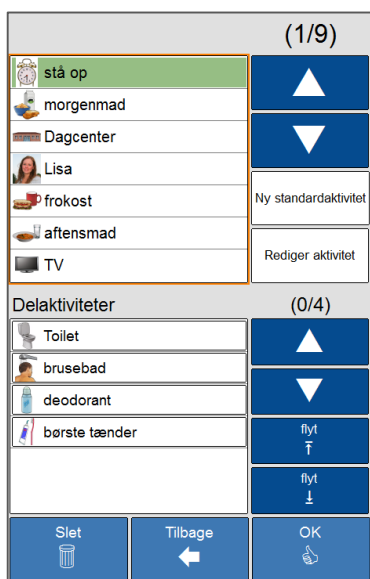 (1/9)
stå op
morgenmad
Dagcenter
Lisa
frokost
Ny standardaktivitet
aftensmad
Rediger aktivitet
TV
Delaktiviteter
(0/4)
Toilet
brusebad
deodorant
børste tænder
flyt
flyt
Slet
Tilbage
OK